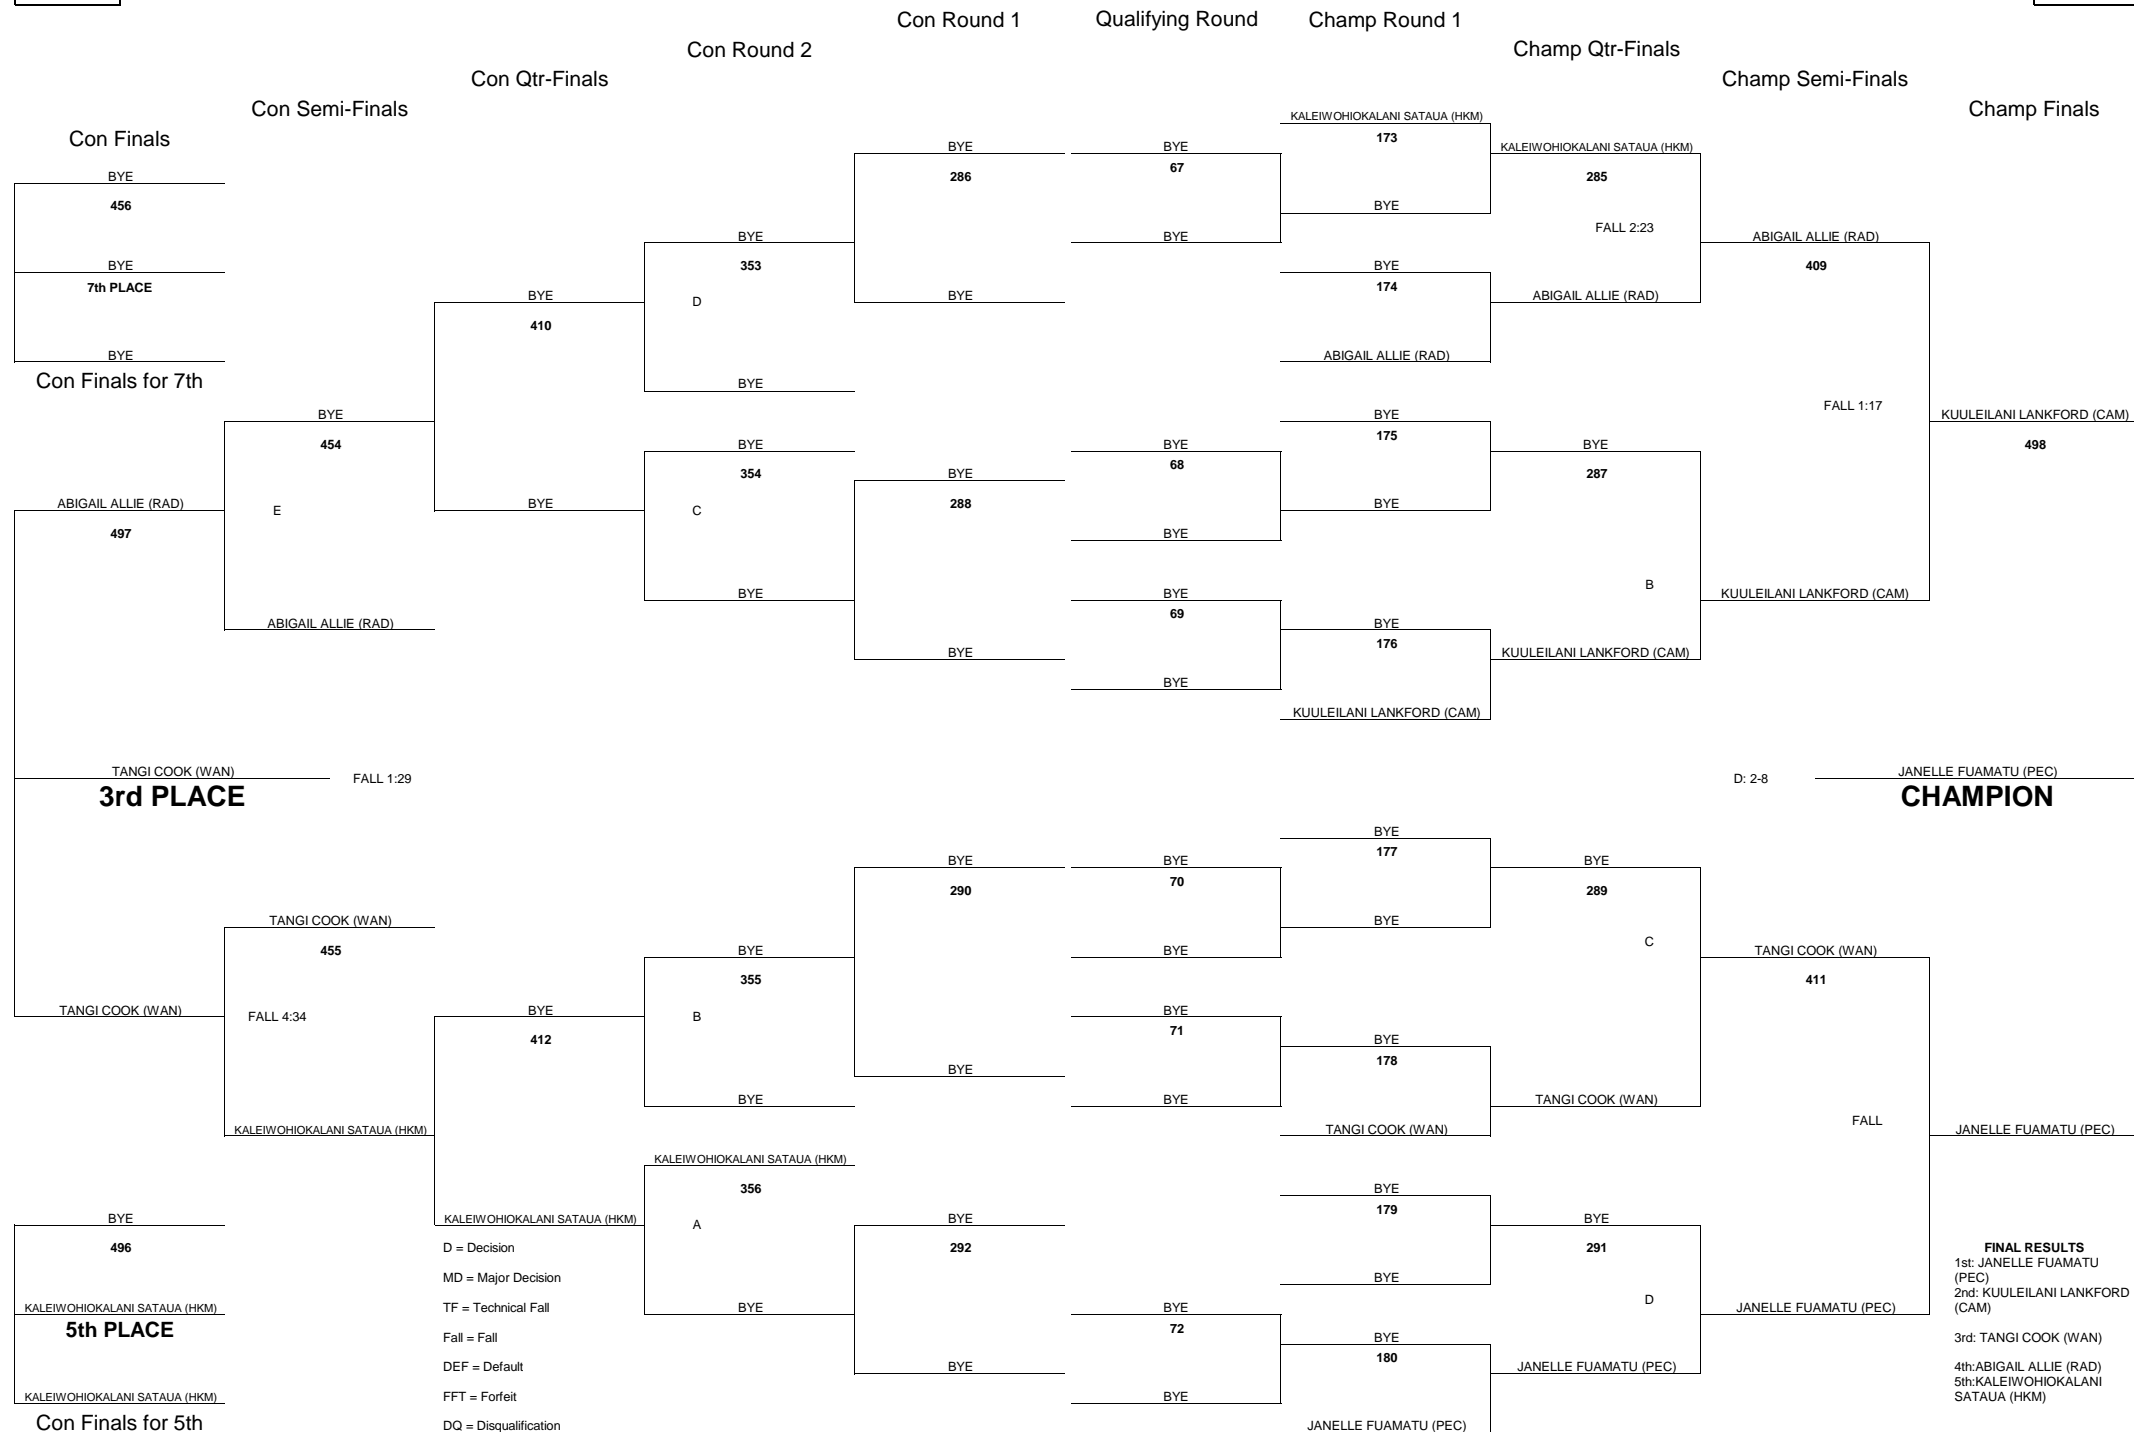 Con Round 1
Qualifying Round
Champ Round 1
Con Round 2
Champ Qtr-Finals
Con Qtr-Finals
Champ Semi-Finals
Con Semi-Finals
Champ Finals
Con Finals
BYE
456
BYE
7th PLACE
BYE
Con Finals for 7th
ABIGAIL ALLIE (RAD)
497
TANGI COOK (WAN)
3rd PLACE
FALL 1:29
TANGI COOK (WAN)
BYE
496
KALEIWOHIOKALANI SATAUA (HKM)
5th PLACE
KALEIWOHIOKALANI SATAUA (HKM)
Con Finals for 5th
BYE
454
E
ABIGAIL ALLIE (RAD)
TANGI COOK (WAN)
455
FALL 4:34
KALEIWOHIOKALANI SATAUA (HKM)
BYE
410
BYE
BYE
412
KALEIWOHIOKALANI SATAUA (HKM)
D = Decision
MD = Major Decision
TF = Technical Fall
Fall = Fall
DEF = Default
FFT = Forfeit
DQ = Disqualification
BYE
353
D
BYE
BYE
354
C
BYE
BYE
355
B
BYE
KALEIWOHIOKALANI SATAUA (HKM)
356
A
BYE
BYE
286
BYE
BYE
288
BYE
BYE
290
BYE
BYE
292
BYE
BYE
67
BYE
BYE
68
BYE
BYE
69
BYE
BYE
70
BYE
BYE
71
BYE
BYE
72
BYE
KALEIWOHIOKALANI SATAUA (HKM)
173
BYE
BYE
174
ABIGAIL ALLIE (RAD)
BYE
175
BYE
BYE
176
KUULEILANI LANKFORD (CAM)
BYE
177
BYE
BYE
178
TANGI COOK (WAN)
BYE
179
BYE
BYE
180
JANELLE FUAMATU (PEC)
KALEIWOHIOKALANI SATAUA (HKM)
285
FALL 2:23
ABIGAIL ALLIE (RAD)
BYE
287
B
KUULEILANI LANKFORD (CAM)
BYE
289
C
TANGI COOK (WAN)
BYE
291
D
JANELLE FUAMATU (PEC)
ABIGAIL ALLIE (RAD)
409
FALL 1:17
KUULEILANI LANKFORD (CAM)
TANGI COOK (WAN)
411
FALL
JANELLE FUAMATU (PEC)
KUULEILANI LANKFORD (CAM)
498
D: 2-8
JANELLE FUAMATU (PEC)
CHAMPION
JANELLE FUAMATU (PEC)
FINAL RESULTS
1st: JANELLE FUAMATU
(PEC)
2nd: KUULEILANI LANKFORD
(CAM)
3rd: TANGI COOK (WAN)
4th:ABIGAIL ALLIE (RAD)
5th:KALEIWOHIOKALANI
SATAUA (HKM)